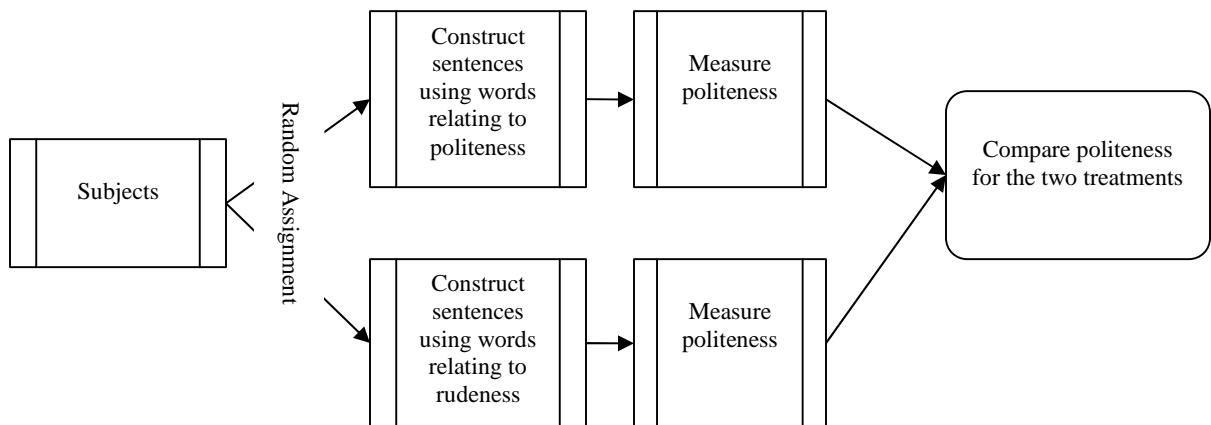 Subjects
Random Assignment
Construct
sentences
using words
relating to
politeness
Measure
politeness
Construct
sentences
using words
relating to
rudeness
Measure
politeness
Compare politeness
for the two treatments